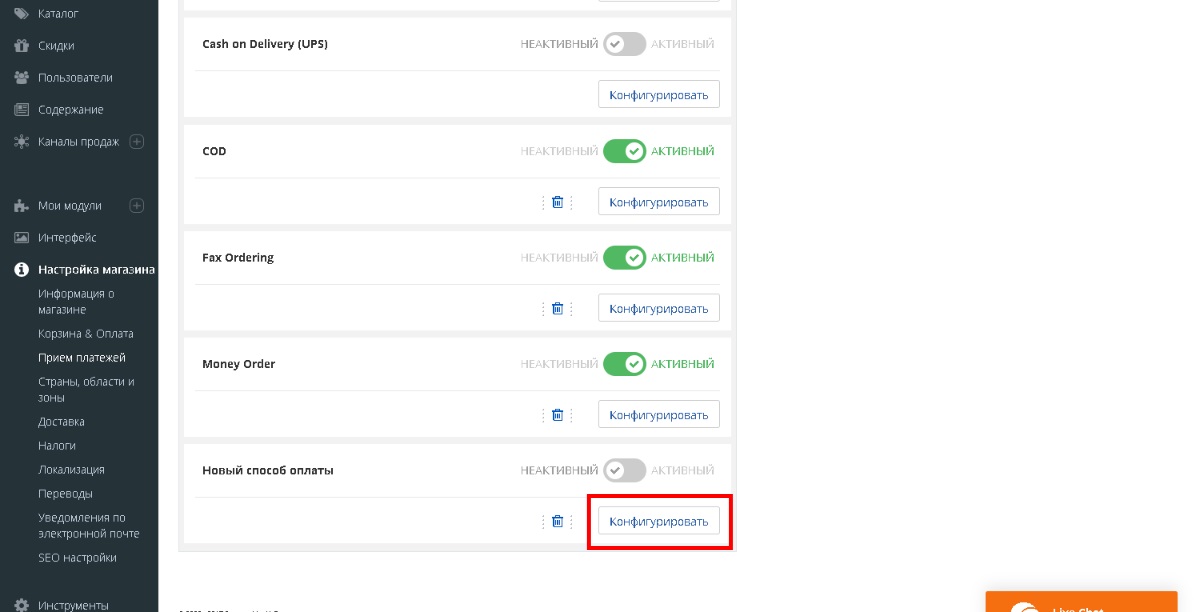 Каталог
Скидки
Пользователи
Содержание
Каналы продаж
Мои модули
Интерфейс
Настройка магазина
Информация о
магазине
Корзина & Оплата
Прием платежей
Страны, области и
зоны
Доставка
Налоги
Локализация
Переводы
Уведомления по
электронной почте
SEO настройки
Инструменты
Cash on Delivery (UPS) НЕАКТИВНЫЙ АКТИВНЫЙ
Конфигурировать
COD НЕАКТИВНЫЙ АКТИВНЫЙ
Конфигурировать
Fax Ordering НЕАКТИВНЫЙ АКТИВНЫЙ
Конфигурировать
Money Order НЕАКТИВНЫЙ АКТИВНЫЙ
Конфигурировать
Новый способ оплаты НЕАКТИВНЫЙ АКТИВНЫЙ
Конфигурировать
Live Chat